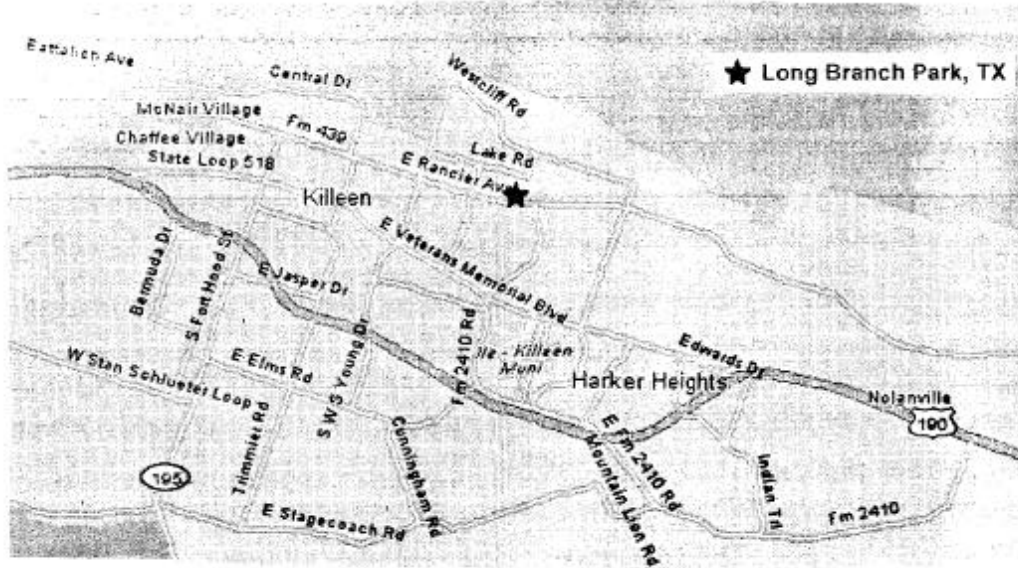 Battalion Ave
Central Dr
Westcliff Rd
★ Long Branch Park, TX
McNair Village
Fm 439
Chaffee Village
State Loop 518
Lake Rd
E Rancier Ave
Killeen
E Veterans Memorial Blvd
Bermuda Dr
S Fort Hood St
Jasper Dr
W Stan Schlueter Loop
E Elms Rd
S W S Young Dr
Fm 2410 Rd
lle - Killeen
Muni
Harker Heights
Edwards Dr
Nolanville
190
195
Trimmier Rd
Cunningham Rd
E Fm 2410 Rd
Mountain Lion Rd
Indian Trl
E Stagecoach Rd
Fm 2410